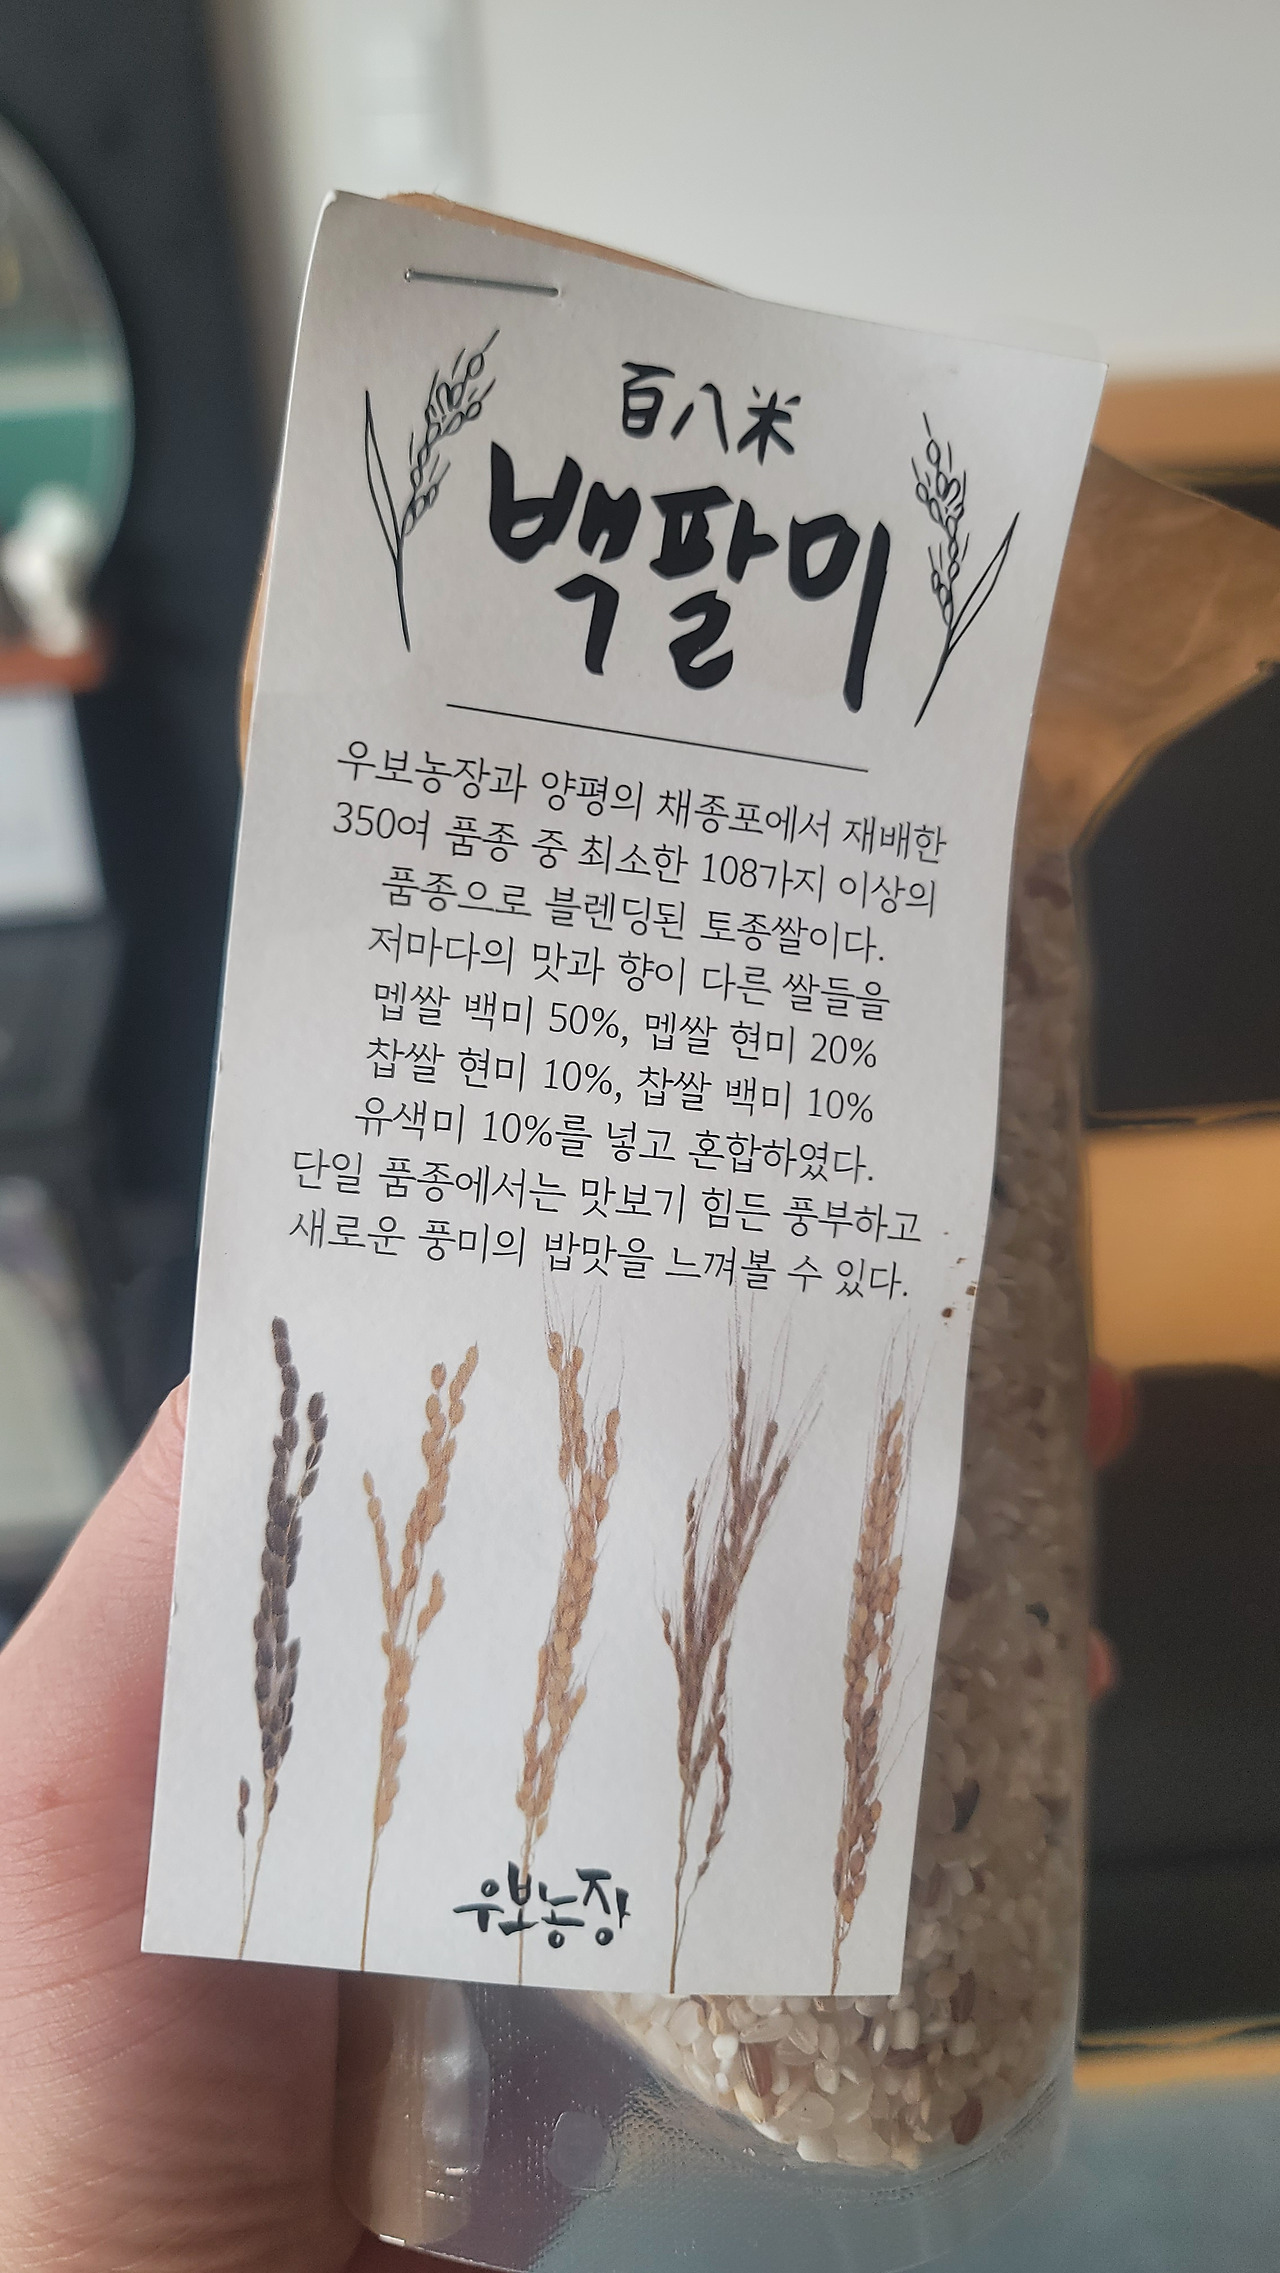 百八米
백팔미
우보농장과 양평의 채종포에서 재배한
350여 품종 중 최소한 108가지 이상의
품종으로 블렌딩된 토종쌀이다.
저마다의 맛과 향이 다른 쌀들을
멥쌀 백미 50%, 멥쌀 현미 20%
찹쌀 현미 10%, 찹쌀 백미 10%
유색미 10%를 넣고 혼합하였다.
단일 품종에서는 맛보기 힘든 풍부하고
새로운 풍미의 밥맛을 느껴볼 수 있다.
우보농장